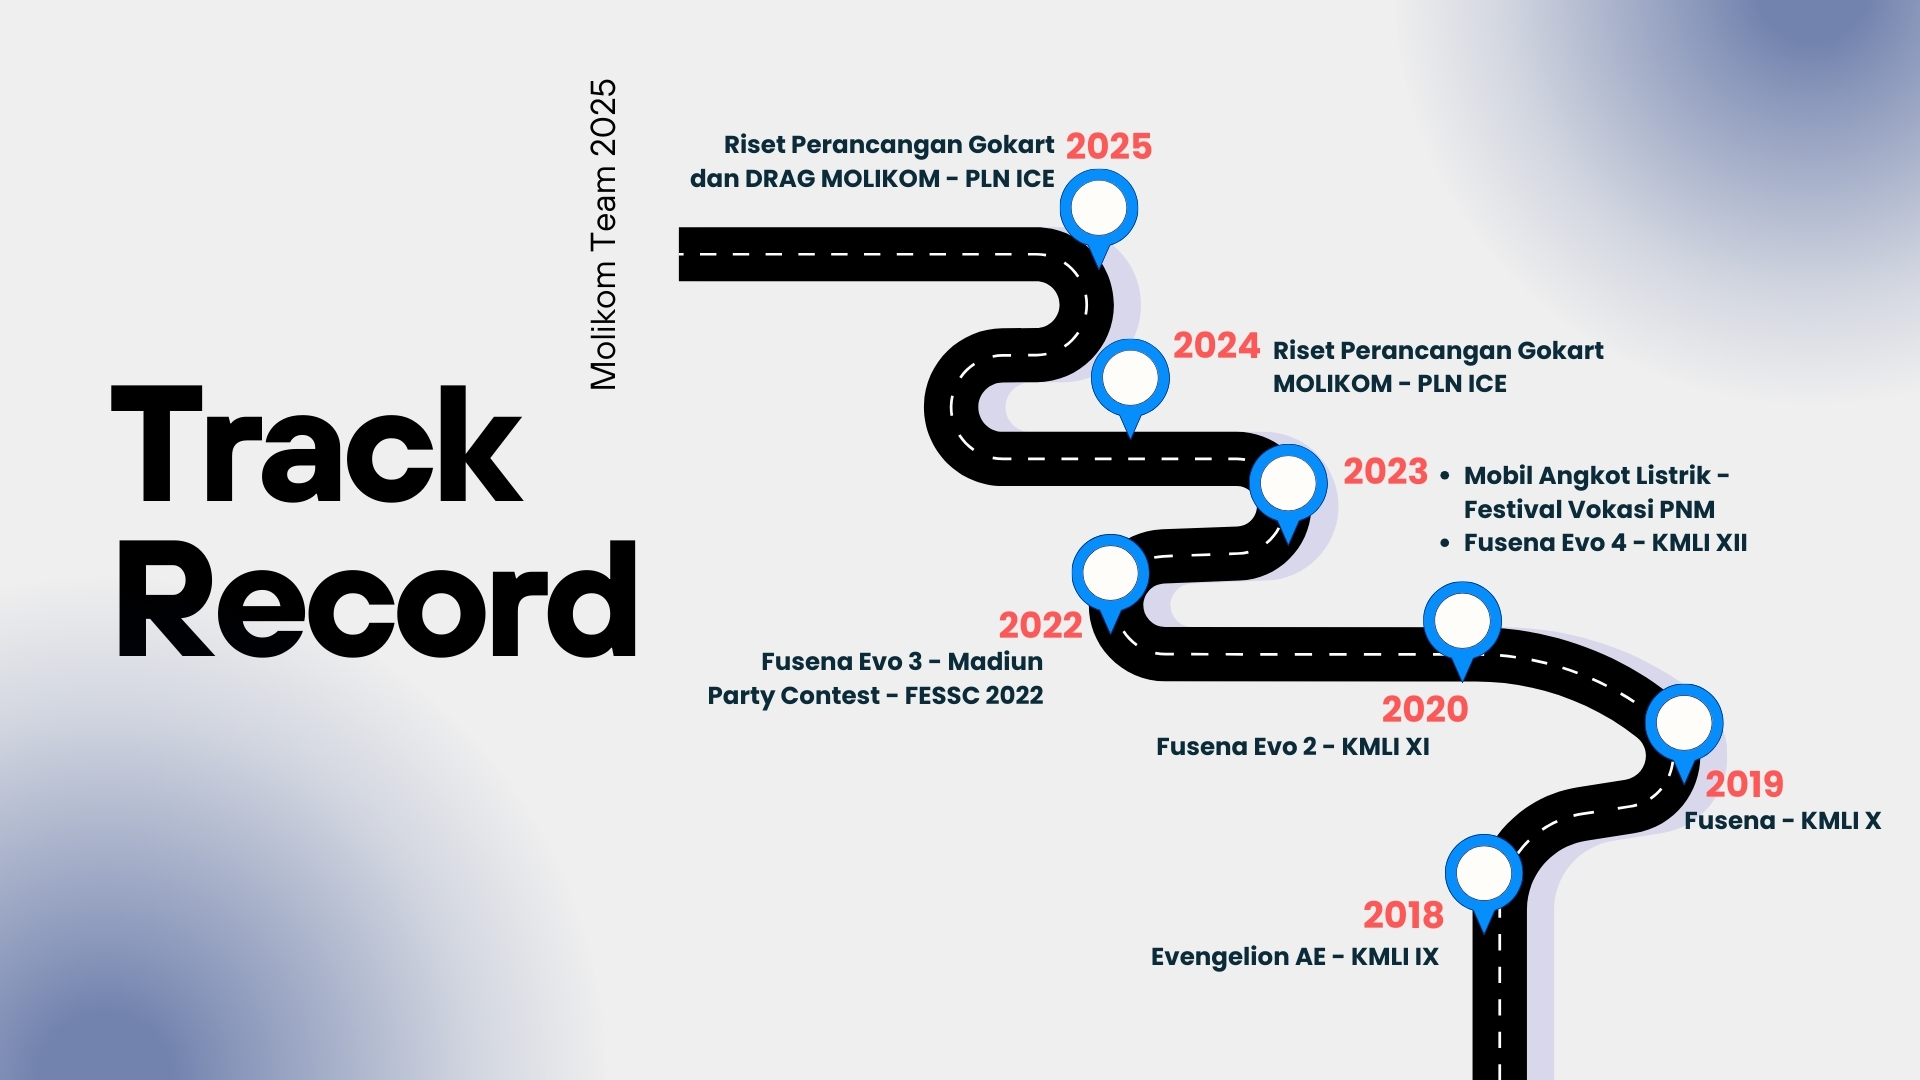 Track
Record
Molikom Team 2025
Riset Perancangan Gokart
dan DRAG MOLIKOM - PLN ICE
2025
2024
Riset Perancangan Gokart
MOLIKOM - PLN ICE
2023
• Mobil Angkot Listrik -
Festival Vokasi PNM
• Fusena Evo 4 - KMLI XII
2022
Fusena Evo 3 - Madiun
Party Contest - FESSC 2022
2020
Fusena Evo 2 - KMLI XI
2019
Fusena - KMLI X
2018
Evengelion AE - KMLI IX